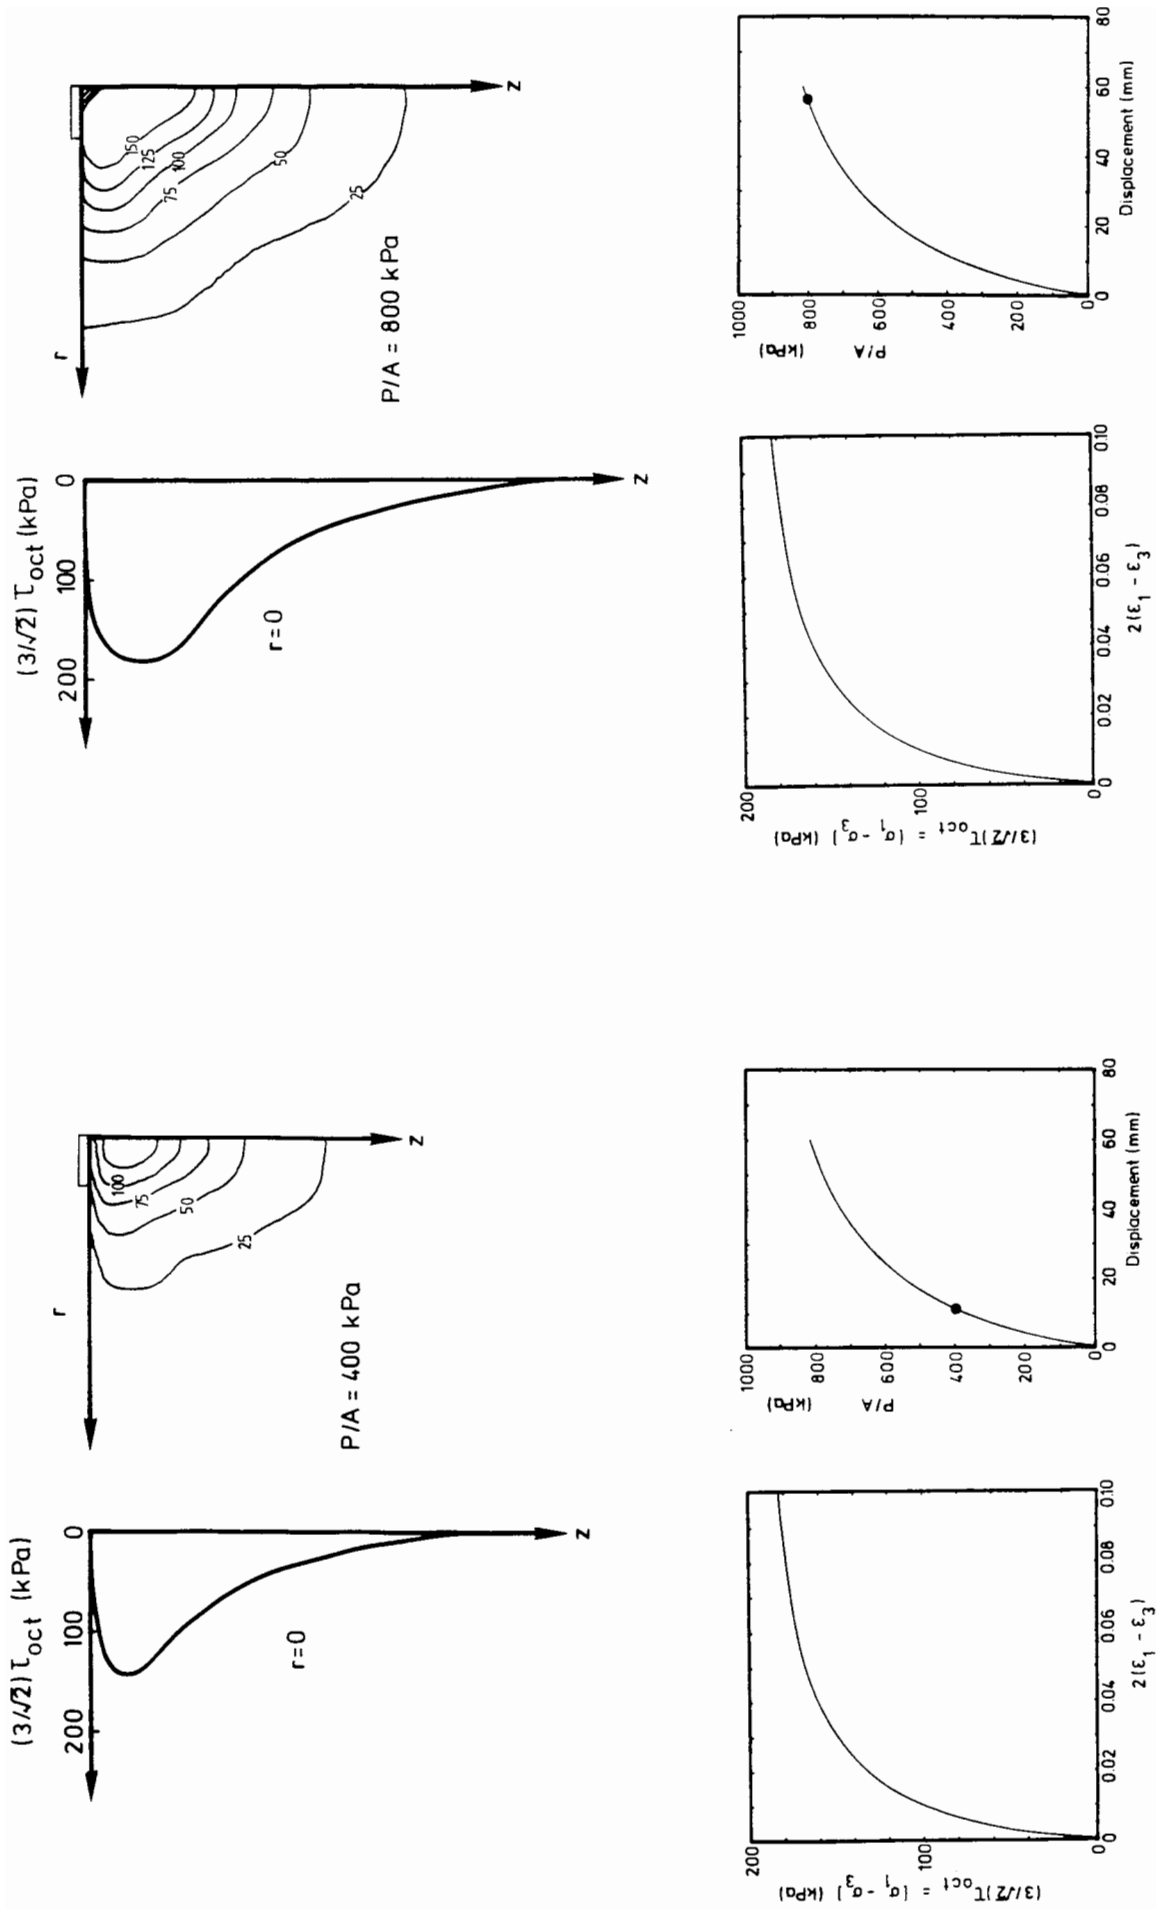 (3/√2) τoct (kPa)
200
100
0
r=0
z
r
100
75
50
25
z
P/A = 400 kPa
(3/√2) τoct (kPa)
200
100
0
r=0
z
r
150
125
100
75
50
25
z
P/A = 800 kPa
(3/√2)τoct = (σ1 - σ3) (kPa)
200
100
0
0
0.02
0.04
0.06
0.08
0.10
2(ε1 - ε3)
P/A
(kPa)
1000
800
600
400
200
0
0
20
40
60
80
Displacement (mm)
(3/√2)τoct = (σ1 - σ3) (kPa)
200
100
0
0
0.02
0.04
0.06
0.08
0.10
2(ε1 - ε3)
P/A
(kPa)
1000
800
600
400
200
0
0
20
40
60
80
Displacement (mm)